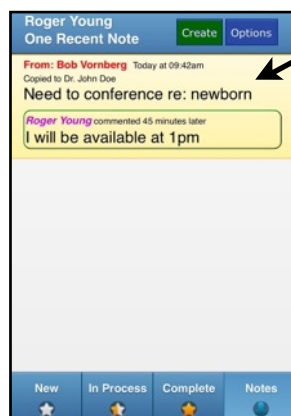 Roger Young
One Recent Note
Create
Options
From: Bob Vornberg Today at 09:42am
Copied to Dr. John Doe
Need to conference re: newborn
Roger Young commented 45 minutes later
I will be available at 1pm
New
In Process
Complete
Notes